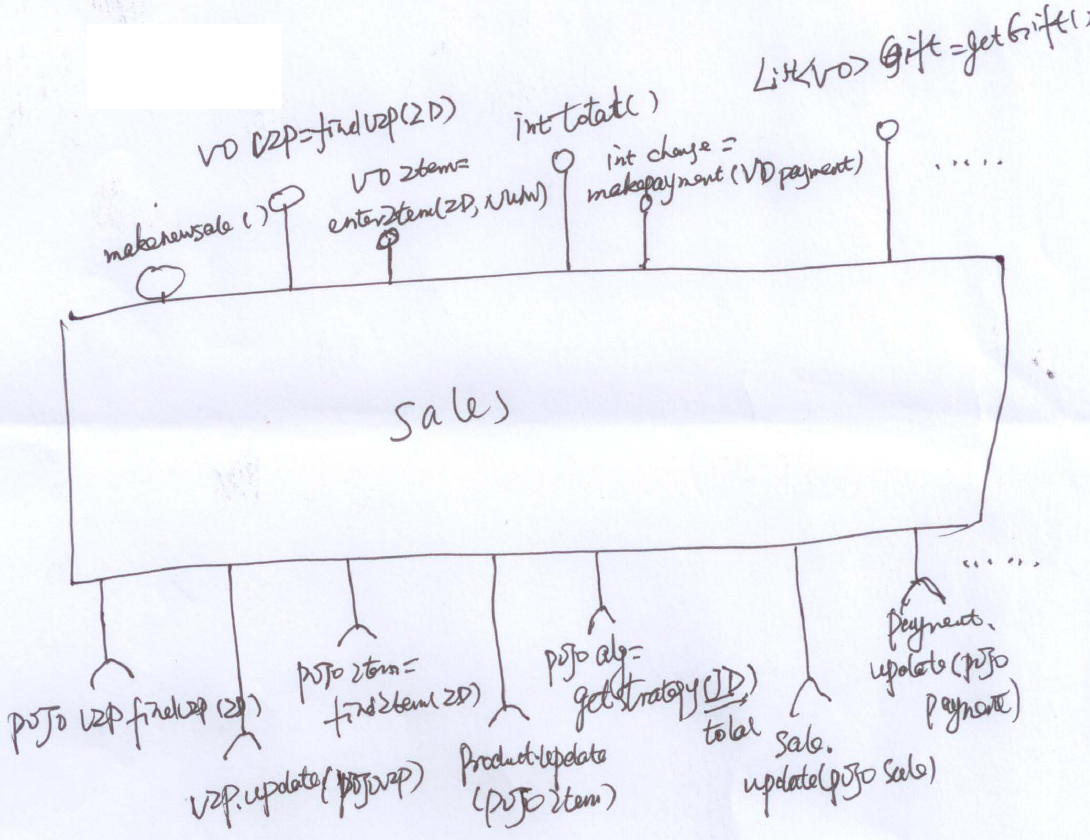 List<VO> Gift = getGift()
VO VIP = findVIP(ID)
int total()
VO Item =
enterItem(ID, NUM)
int change =
makepayment(VO payment)
makenewsale()
.....
sales
.....
POJO VIP findVIP(ID)
VIP.update(POJO VIP)
POJO Item =
findItem(ID)
Product.update
(POJO item)
POJO alg =
getstrategy(ID)
total
Sale.
update(POJO sale)
Payment.
update(POJO
payment)